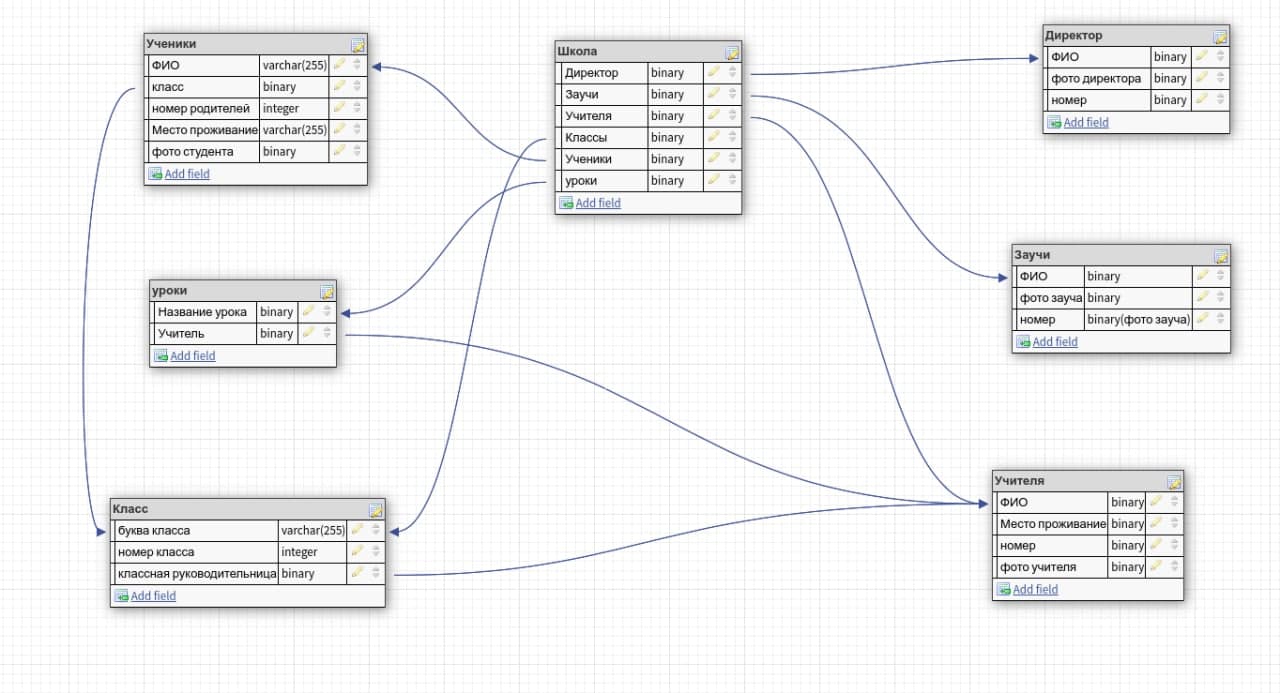 Ученики
ФИО varchar(255)
класс binary
номер родителей integer
Место проживание varchar(255)
фото студента binary
Add field
Школа
Директор binary
Заучи binary
Учителя binary
Классы binary
Ученики binary
уроки binary
Add field
Директор
ФИО binary
фото директора binary
номер binary
Add field
уроки
Название урока binary
Учитель binary
Add field
Заучи
ФИО binary
фото зауча binary
номер binary(фото зауча)
Add field
Класс
буква класса varchar(255)
номер класса integer
классная руководительница binary
Add field
Учителя
ФИО binary
Место проживание binary
номер binary
фото учителя binary
Add field